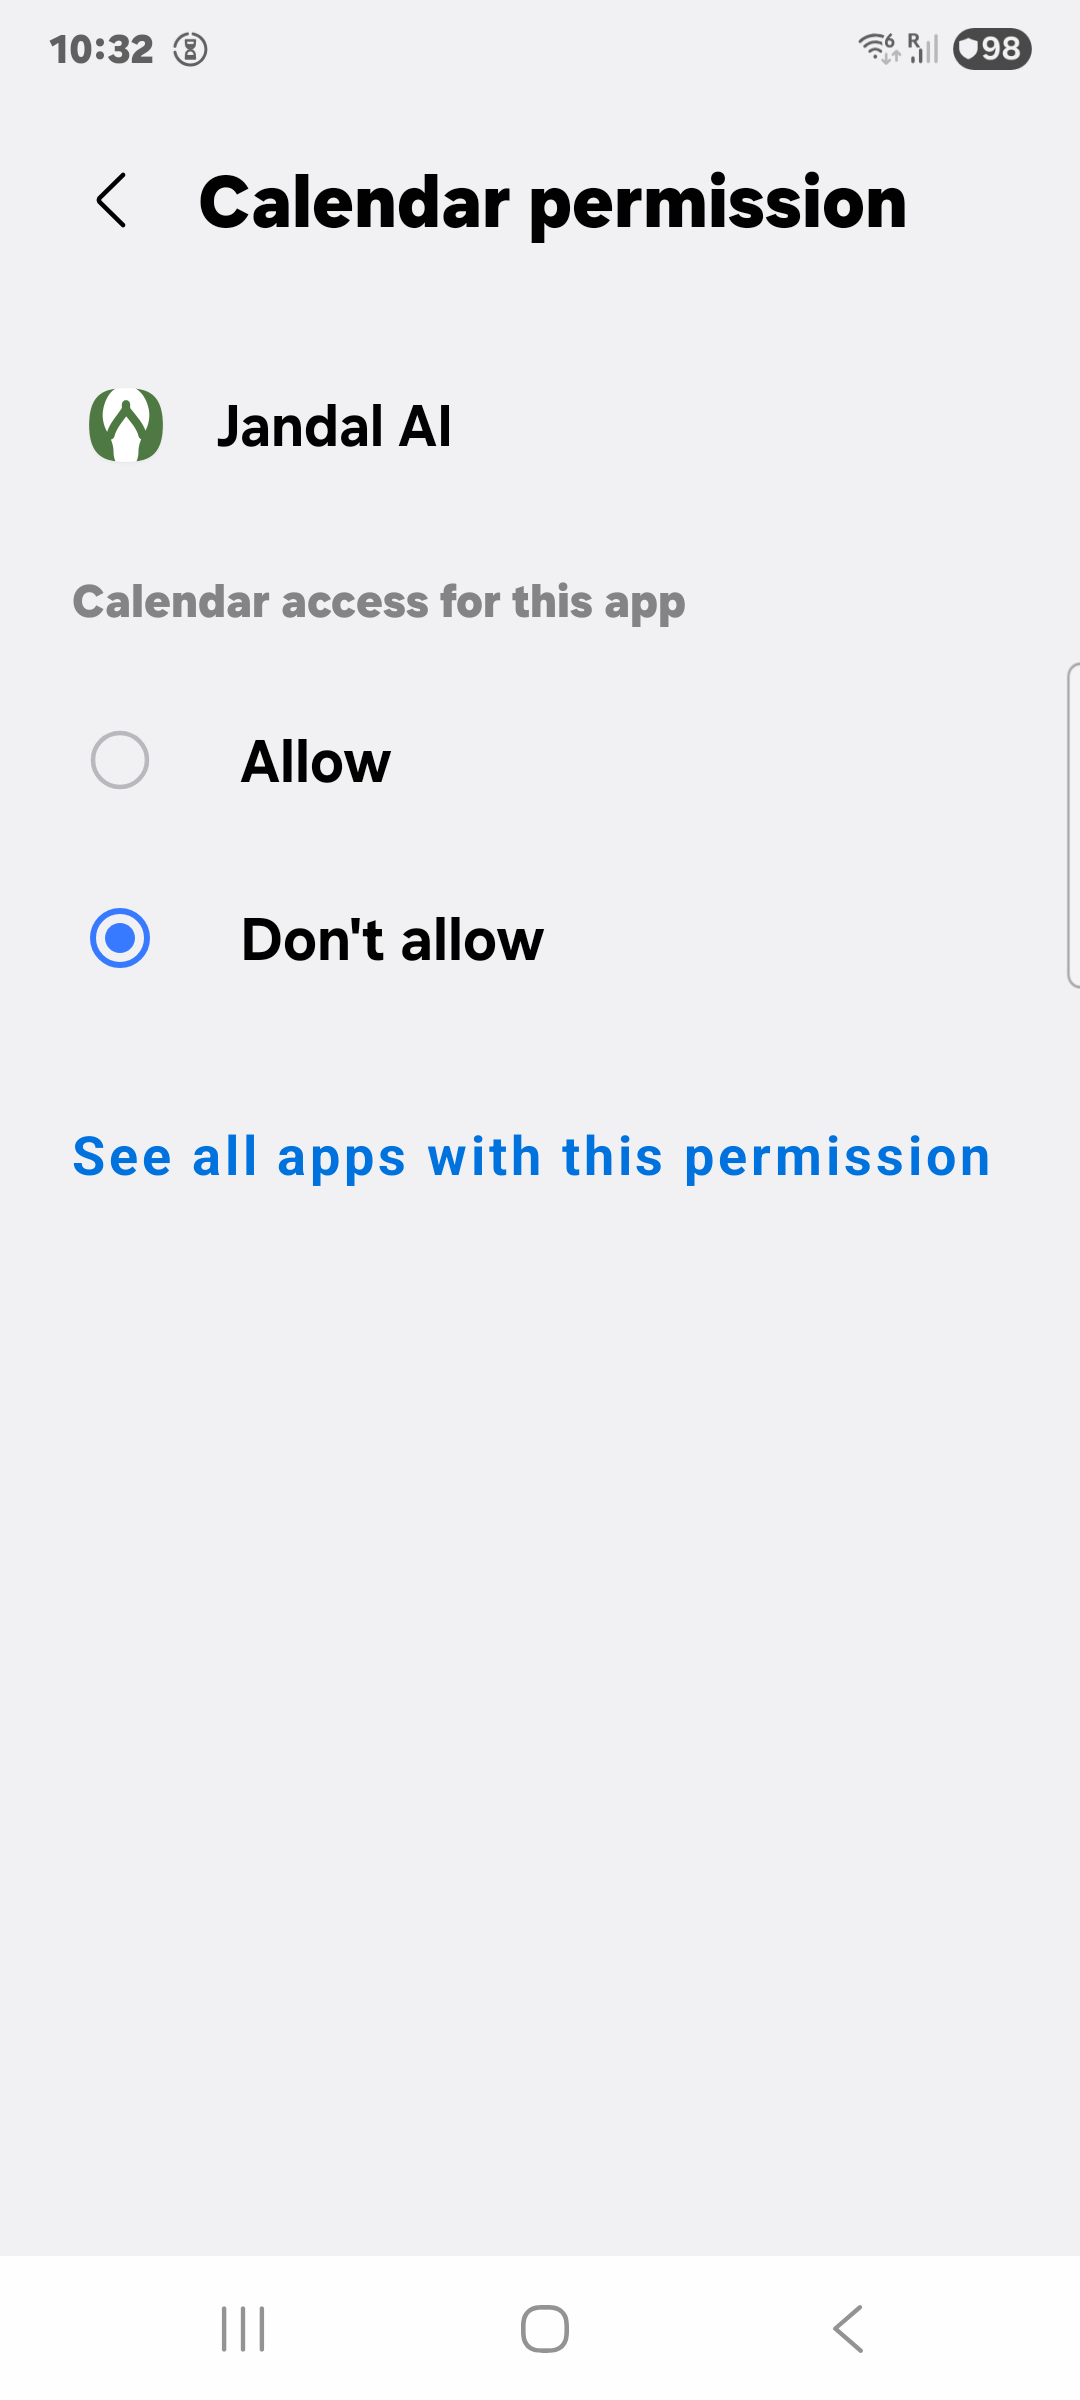 10:32
6 R 98
Calendar permission
Jandal AI
Calendar access for this app
Allow
Don't allow
See all apps with this permission